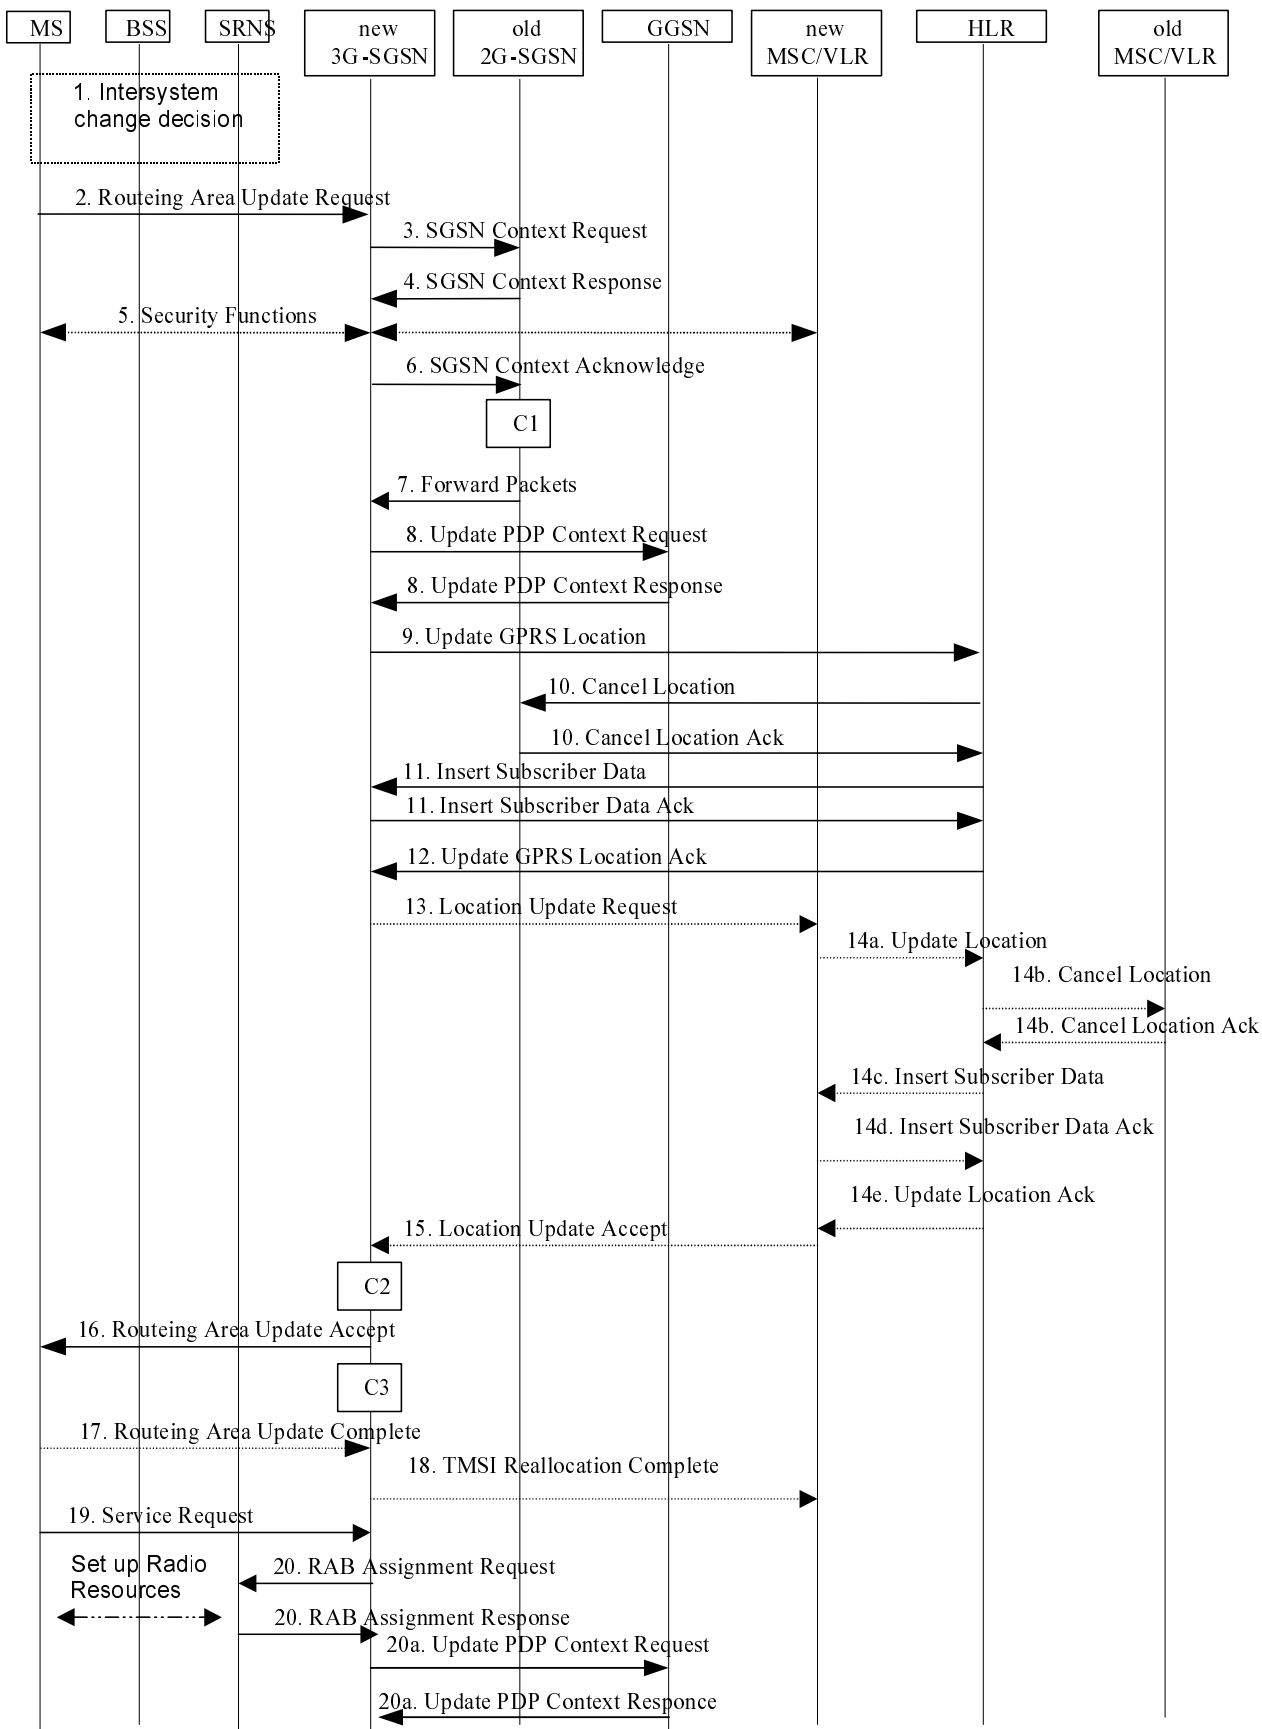 MS
BSS
SRNS
new
3G-SGSN
old
2G-SGSN
GGSN
new
MSC/VLR
HLR
old
MSC/VLR
1. Intersystem
change decision
2. Routeing Area Update Request
3. SGSN Context Request
4. SGSN Context Response
5. Security Functions
6. SGSN Context Acknowledge
C1
7. Forward Packets
8. Update PDP Context Request
8. Update PDP Context Response
9. Update GPRS Location
10. Cancel Location
10. Cancel Location Ack
11. Insert Subscriber Data
11. Insert Subscriber Data Ack
12. Update GPRS Location Ack
13. Location Update Request
14a. Update Location
14b. Cancel Location
14b. Cancel Location Ack
14c. Insert Subscriber Data
14d. Insert Subscriber Data Ack
14e. Update Location Ack
15. Location Update Accept
C2
16. Routeing Area Update Accept
C3
17. Routeing Area Update Complete
18. TMSI Reallocation Complete
19. Service Request
Set up Radio
Resources
20. RAB Assignment Request
20. RAB Assignment Response
20a. Update PDP Context Request
20a. Update PDP Context Responce